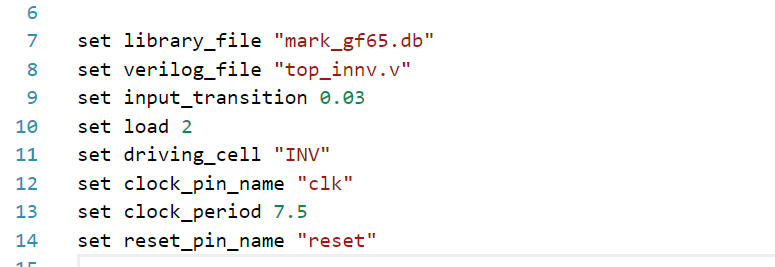 6
7 set library_file "mark_gf65.db"
8 set verilog_file "top_innv.v"
9 set input_transition 0.03
10 set load 2
11 set driving_cell "INV"
12 set clock_pin_name "clk"
13 set clock_period 7.5
14 set reset_pin_name "reset"
15